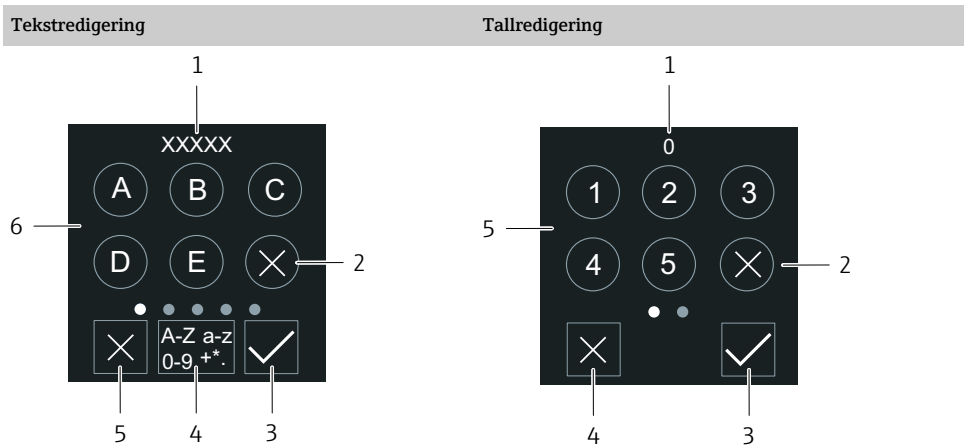 Tekstredigering
Tallredigering
1
XXXXX
A B C
6
D E
2
A-Z a-z
0-9 +*.
5 4 3
1
0
1 2 3
5
4 5
2
4 3